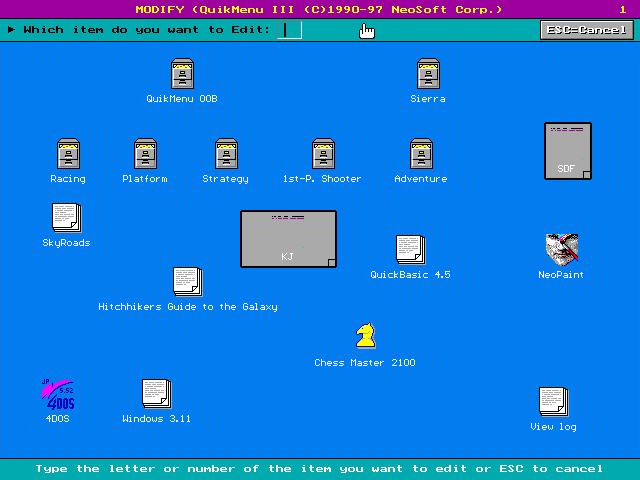 MODIFY (QuikMenu III (C)1990-97 NeoSoft Corp.) 1
► Which item do you want to Edit: ESC=Cancel
QuikMenu OOB Sierra
Racing Platform Strategy 1st-P. Shooter Adventure SDF
SkyRoads
KJ
QuickBasic 4.5 NeoPaint
Hitchhikers Guide to the Galaxy
Chess Master 2100
JP 5.52 4DOS
4DOS Windows 3.11
View log
Type the letter or number of the item you want to edit or ESC to cancel